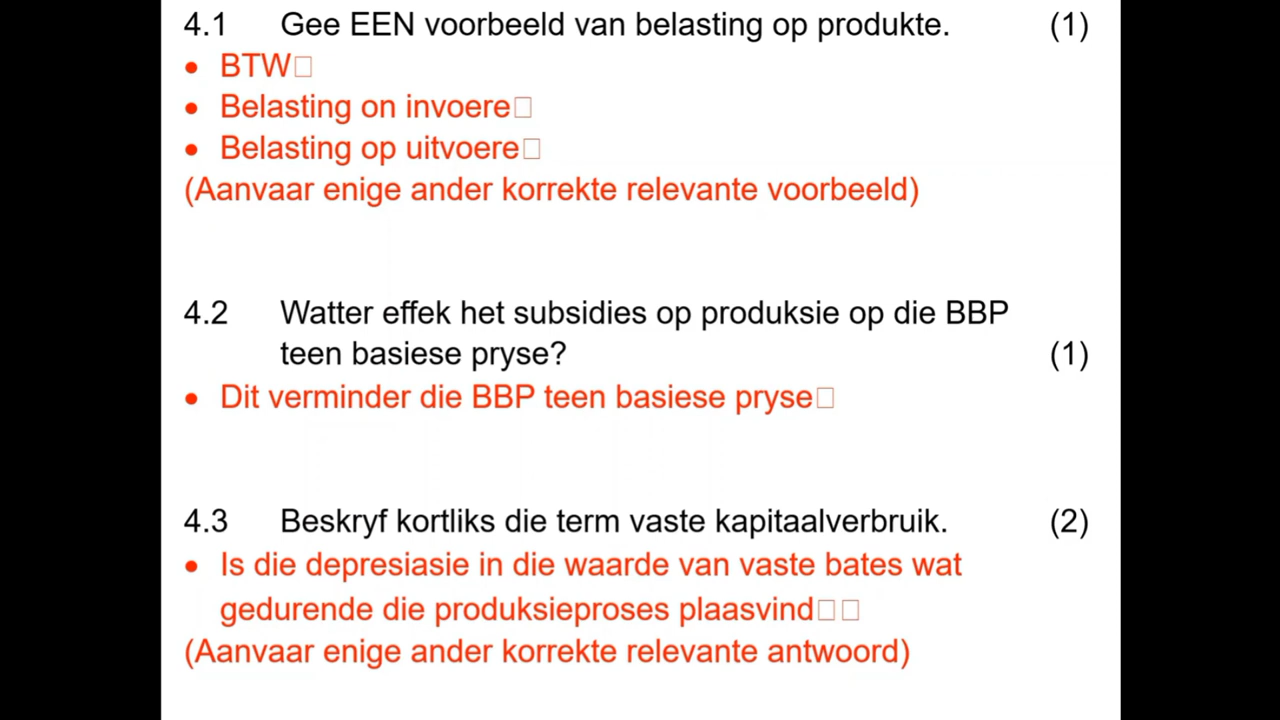 4.1 Gee EEN voorbeeld van belasting op produkte. (1)
• BTW□
• Belasting on invoere□
• Belasting op uitvoere□
(Aanvaar enige ander korrekte relevante voorbeeld)
4.2 Watter effek het subsidies op produksie op die BBP
teen basiese pryse? (1)
• Dit verminder die BBP teen basiese pryse□
4.3 Beskryf kortliks die term vaste kapitaalverbruik. (2)
• Is die depresiasie in die waarde van vaste bates wat
gedurende die produksieproses plaasvind□□
(Aanvaar enige ander korrekte relevante antwoord)